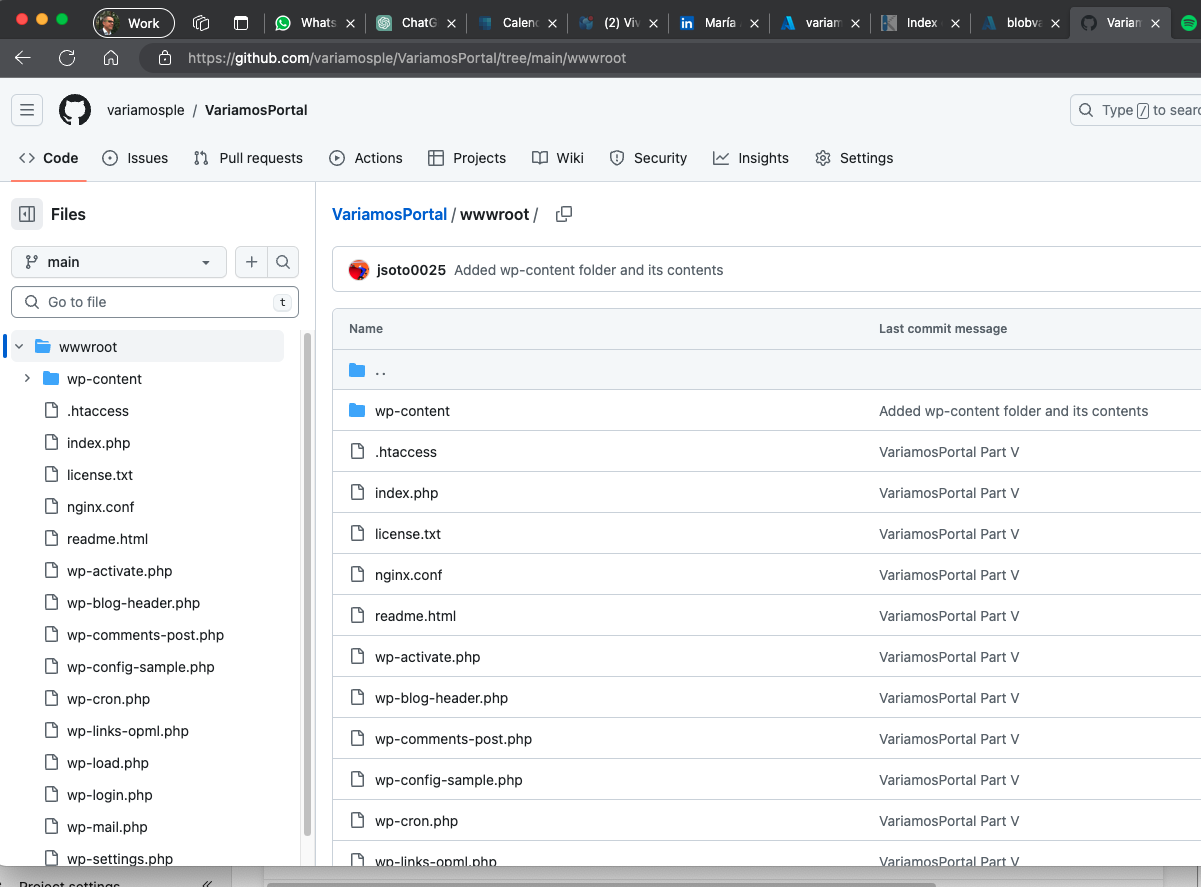 Work
Whats
ChatG
Calen
(2) Viv
María
variam
Index
blobva
Varian
https://github.com/variamosple/VariamosPortal/tree/main/wwwroot
variamosple / VariamosPortal
Type / to searc
Code
Issues
Pull requests
Actions
Projects
Wiki
Security
Insights
Settings
Files
main
Go to file
t
wwwroot
wp-content
.htaccess
index.php
license.txt
nginx.conf
readme.html
wp-activate.php
wp-blog-header.php
wp-comments-post.php
wp-config-sample.php
wp-cron.php
wp-links-opml.php
wp-load.php
wp-login.php
wp-mail.php
wp-settings.php
VariamosPortal / wwwroot /
jsoto0025 Added wp-content folder and its contents
Name Last commit message
..
wp-content Added wp-content folder and its contents
.htaccess VariamosPortal Part V
index.php VariamosPortal Part V
license.txt VariamosPortal Part V
nginx.conf VariamosPortal Part V
readme.html VariamosPortal Part V
wp-activate.php VariamosPortal Part V
wp-blog-header.php VariamosPortal Part V
wp-comments-post.php VariamosPortal Part V
wp-config-sample.php VariamosPortal Part V
wp-cron.php VariamosPortal Part V
wp-links-opml.php VariamosPortal Part V
Project settings